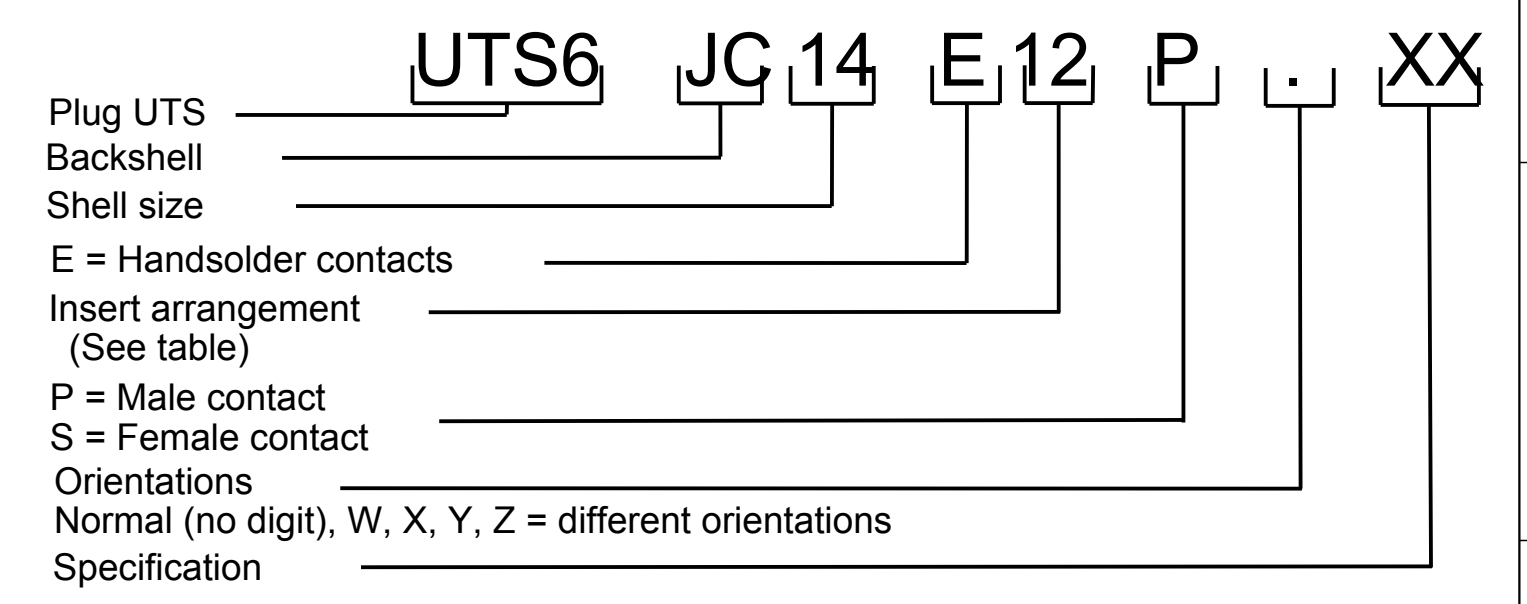 UTS6 JC 14 E 12 P . XX
Plug UTS
Backshell
Shell size
E = Handsolder contacts
Insert arrangement
(See table)
P = Male contact
S = Female contact
Orientations
Normal (no digit), W, X, Y, Z = different orientations
Specification